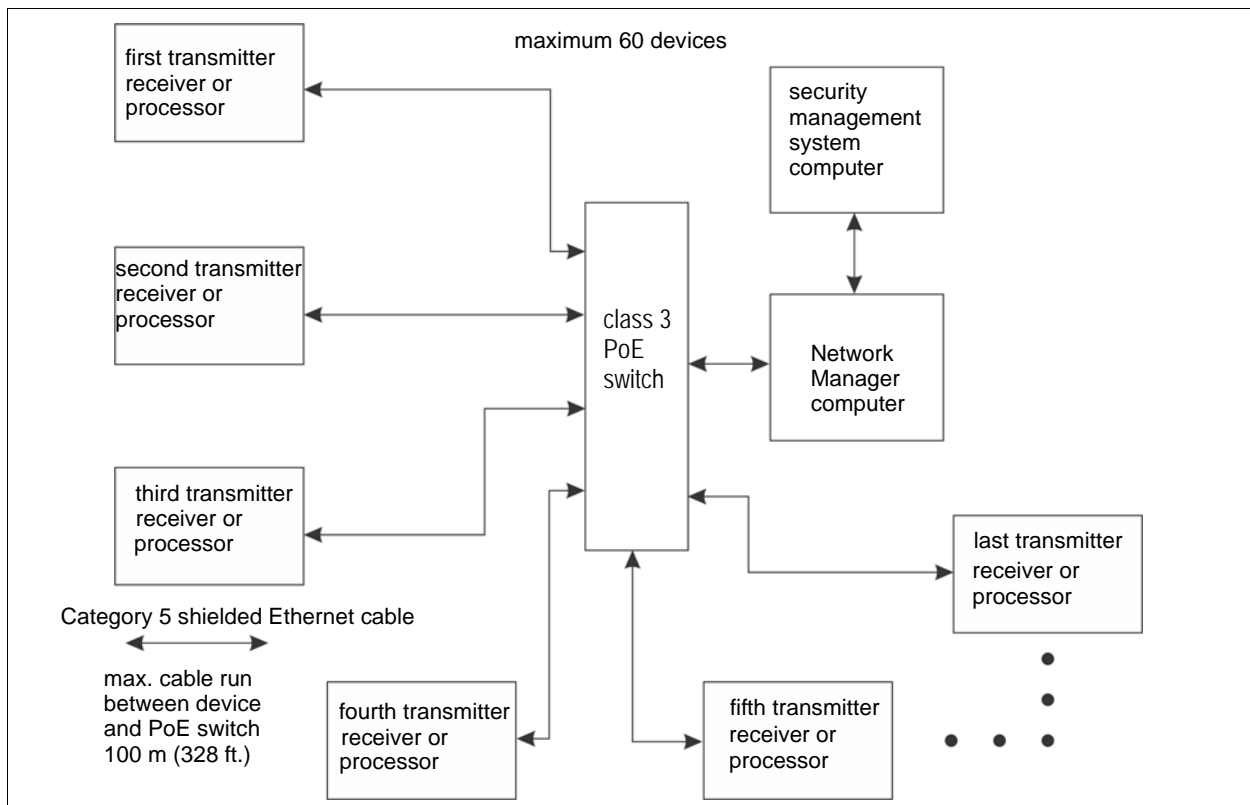 maximum 60 devices
first transmitter
receiver or
processor
security
management
system
computer
second transmitter
receiver or
processor
class 3
PoE
switch
Network
Manager
computer
third transmitter
receiver or
processor
last transmitter
receiver or
processor
Category 5 shielded Ethernet cable
max. cable run
between device
and PoE switch
100 m (328 ft.)
fourth transmitter
receiver or
processor
fifth transmitter
receiver or
processor